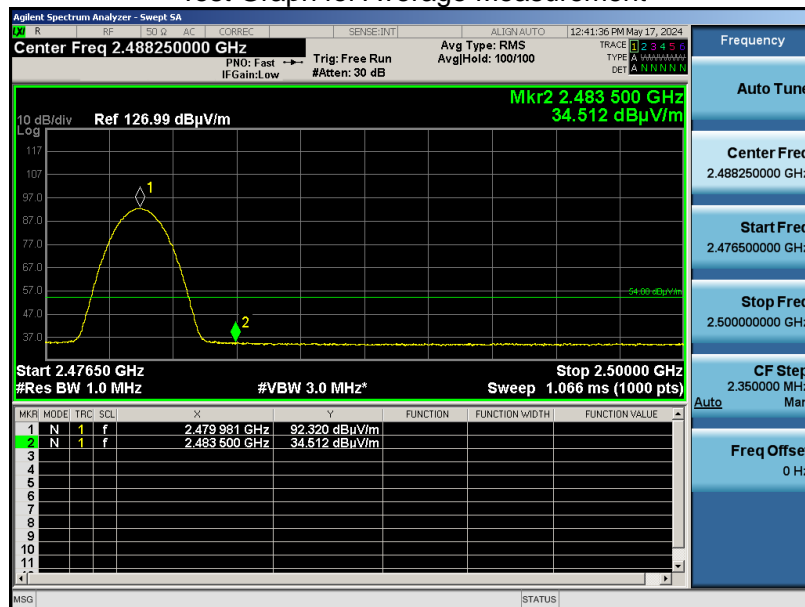 Test Graph for Average Measurement
Agilent Spectrum Analyzer - Swept SA
LXI R RF 50 Ω AC CORREC SENSE:INT ALIGN AUTO 12:41:36 PM May 17, 2024
Center Freq 2.488250000 GHz
PNO: Fast
IFGain:Low
Trig: Free Run
#Atten: 30 dB
Avg Type: RMS
Avg|Hold: 100/100
TRACE 1 2 3 4 5 6
TYPE A WWWWW
DET A N N N N N
Mkr2 2.483 500 GHz
34.512 dBµV/m
10 dB/div Ref 126.99 dBµV/m
Log
117
107
97.0
87.0
77.0
67.0
57.0
47.0
37.0
1
2
54.00 dBµV/m
Start 2.47650 GHz Stop 2.50000 GHz
#Res BW 1.0 MHz #VBW 3.0 MHz* Sweep 1.066 ms (1000 pts)
MKR MODE TRC SCL X Y FUNCTION FUNCTION WIDTH FUNCTION VALUE
1 N 1 f 2.479 981 GHz 92.320 dBµV/m
2 N 1 f 2.483 500 GHz 34.512 dBµV/m
3
4
5
6
7
8
9
10
11
MSG STATUS
Frequency
Auto Tune
Center Freq
2.488250000 GHz
Start Freq
2.476500000 GHz
Stop Freq
2.500000000 GHz
CF Step
2.350000 MHz
Auto Man
Freq Offset
0 Hz